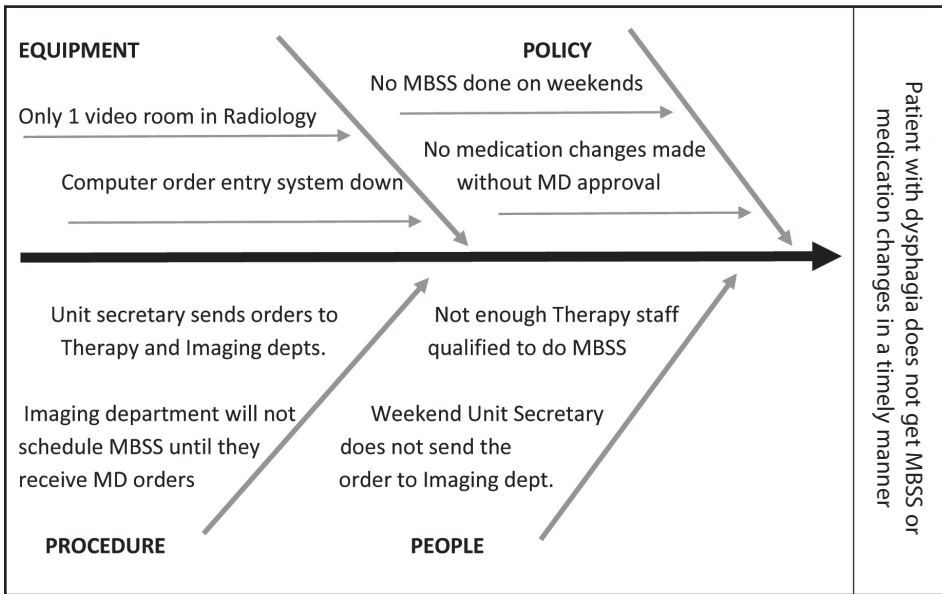 EQUIPMENT
Only 1 video room in Radiology
Computer order entry system down
POLICY
No MBSS done on weekends
No medication changes made
without MD approval
Unit secretary sends orders to
Therapy and Imaging depts.
Imaging department will not
schedule MBSS until they
receive MD orders
PROCEDURE
Not enough Therapy staff
qualified to do MBSS
Weekend Unit Secretary
does not send the
order to Imaging dept.
PEOPLE
Patient with dysphagia does not get MBSS or
medication changes in a timely manner